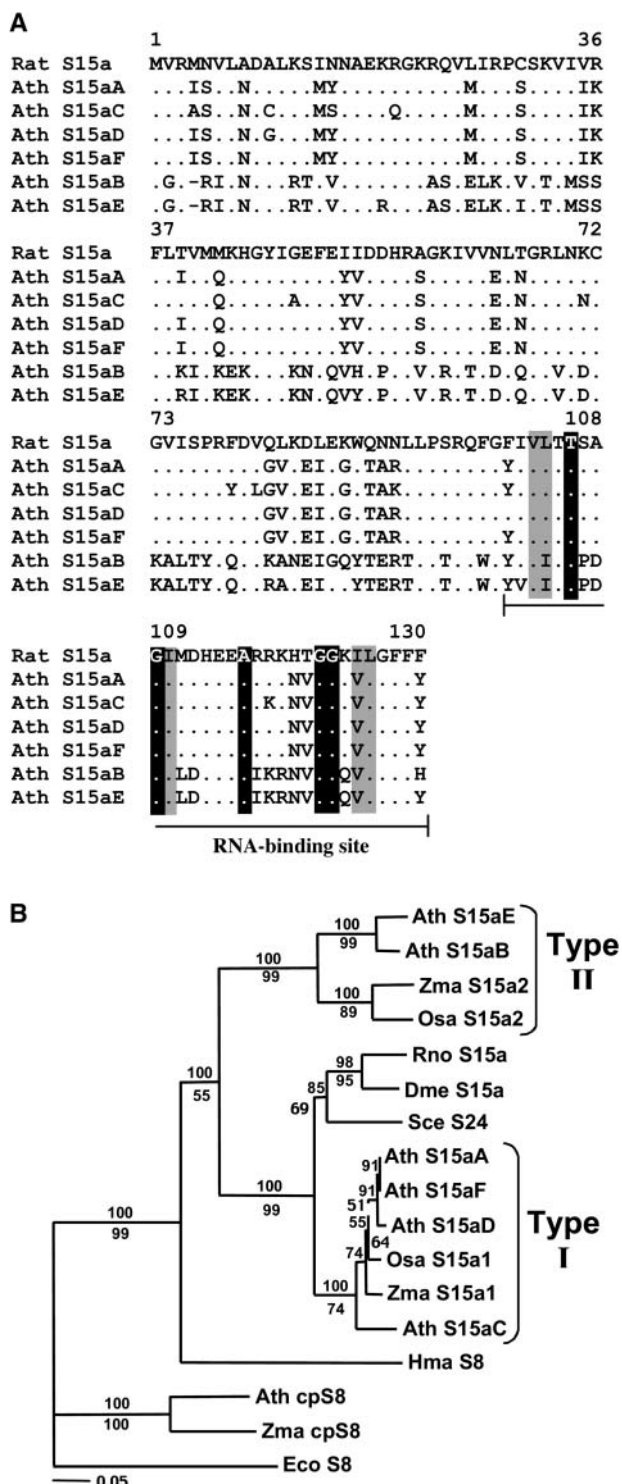 A
1 36
Rat S15a MVRMNVLADALKSINNAEKRGKRQVLIRPCSKVIVR
Ath S15aA ...IS..N....MY..........M...S....IK
Ath S15aC ...AS..N.C...MS....Q.....M...S....IK
Ath S15aD ...IS..N.G...MY..........M...S....IK
Ath S15aF ...IS..N.....MY..........M...S....IK
Ath S15aB .G.-RI.N...RT.V.......AS.ELK.V.T.MSS
Ath S15aE .G.-RI.N...RT.V...R...AS.ELK.I.T.MSS
37 72
Rat S15a FLTVMMKHGYIGEFEIIDDHRAGKIVVNLTGRLNKC
Ath S15aA ..I..Q.........YV....S.....E.N......
Ath S15aC .....Q.....A...YV....S.....E.N....N.
Ath S15aD ..I..Q.........YV....S.....E.N......
Ath S15aF ..I..Q.........YV....S.....E.N......
Ath S15aB ..KI.KEK...KN.QVH.P..V.R.T.D.Q..V.D.
Ath S15aE ..RI.KEK...KN.QVY.P..V.R.T.D.Q..V.D.
73 108
Rat S15a GVISPRFDVQLKDLEKWQNNLLPSRQFGFIVLTTSA
Ath S15aA .........GV.EI.G.TAR........Y.......
Ath S15aC ......Y.LGV.EI.G.TAK........Y.......
Ath S15aD .........GV.EI.G.TAR................
Ath S15aF .........GV.EI.G.TAR........Y.......
Ath S15aB KALTY.Q..KANEIGQYTERT..T..W.Y..I..PD
Ath S15aE KALTY.Q..RA.EI..YTERT..T..W.YV.I..PD
109 130
Rat S15a GIMDHEEARRKHTGGKILGFFF
Ath S15aA ...........NV...V....Y
Ath S15aC .........K.NV...V....Y
Ath S15aD ...........NV...V....Y
Ath S15aF ...........NV...V....Y
Ath S15aB ..LD....IKRNV..QV....H
Ath S15aE ..LD....IKRNV..QV....Y
RNA-binding site
B
100
99
100
99
Ath S15aE
Ath S15aB
100
89
Zma S15a2
Osa S15a2
Type
II
100
55
98
95
Rno S15a
Dme S15a
85
69
Sce S24
100
99
91
Ath S15aA
91
Ath S15aF
51
Ath S15aD
55
64
Osa S15a1
74
Zma S15a1
100
74
Ath S15aC
Type
I
100
99
Hma S8
100
100
Ath cpS8
Zma cpS8
Eco S8
0.05